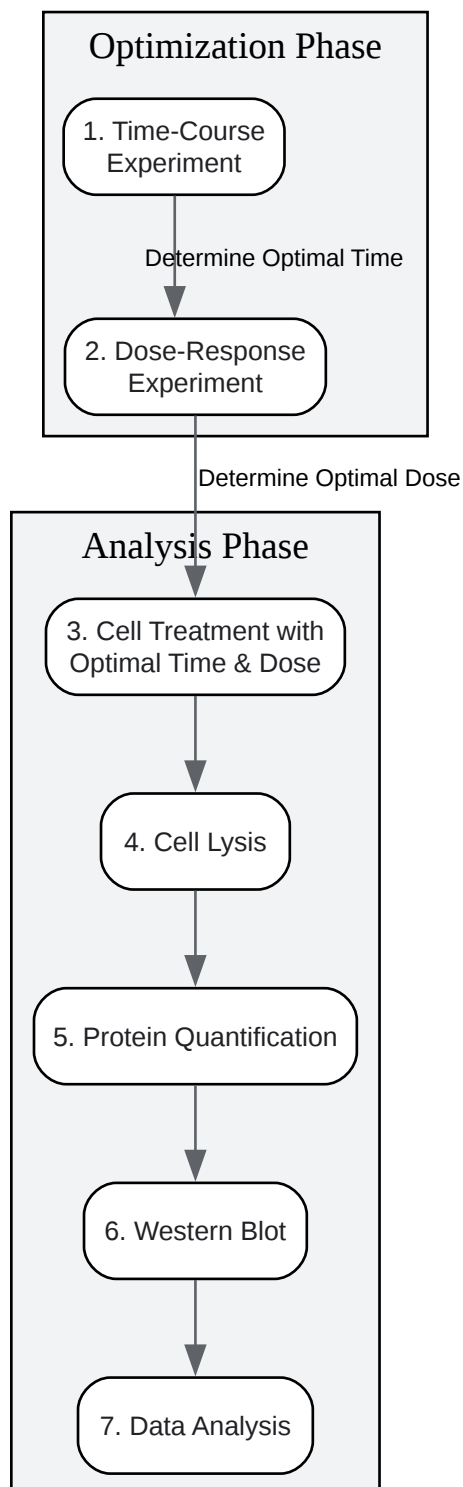 Optimization Phase
1. Time-Course
Experiment
Determine Optimal Time
2. Dose-Response
Experiment
Determine Optimal Dose
Analysis Phase
3. Cell Treatment with
Optimal Time & Dose
4. Cell Lysis
5. Protein Quantification
6. Western Blot
7. Data Analysis